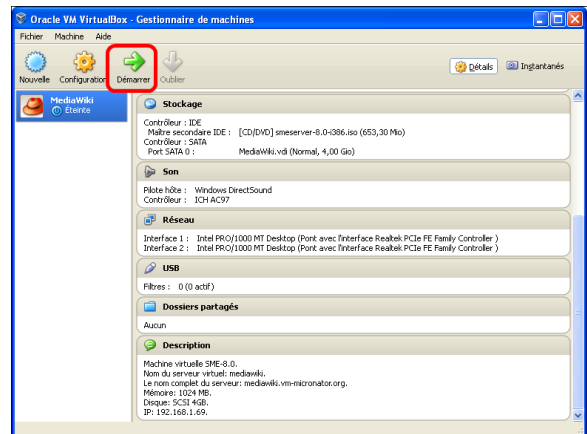 Oracle VM VirtualBox - Gestionnaire de machines
Fichier Machine Aide
Nouvelle Configuration Démarrer Oublier
Détails Instantanés
MediaWiki
Éteinte
Stockage
Contrôleur : IDE
Maître secondaire IDE : [CD/DVD] smeserver-8.0-i386.iso (653,30 Mio)
Contrôleur : SATA
Port SATA 0 : MediaWiki.vdi (Normal, 4,00 Gio)
Son
Pilote hôte : Windows DirectSound
Contrôleur : ICH AC97
Réseau
Interface 1 : Intel PRO/1000 MT Desktop (Pont avec l'interface Realtek PCIe FE Family Controller )
Interface 2 : Intel PRO/1000 MT Desktop (Pont avec l'interface Realtek PCIe FE Family Controller )
USB
Filtres : 0 (0 actif)
Dossiers partagés
Aucun
Description
Machine virtuelle SME-8.0.
Nom du serveur virtuel: mediawiki.
Le nom complet du serveur: mediawiki.vm-micronator.org.
Mémoire: 1024 MB.
Disque: SCSI 4GB.
IP: 192.168.1.69.